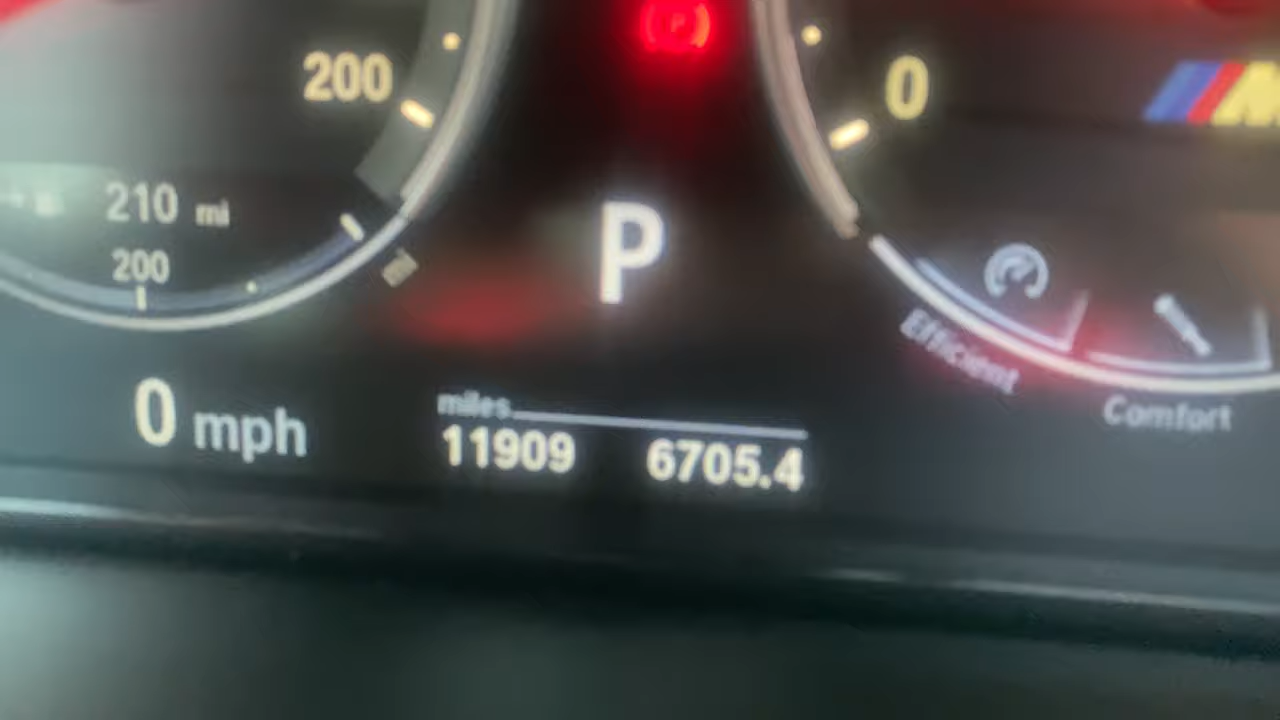 200
0
M
210 mi
200
P
Efficient
Comfort
0 mph
miles
11909 6705.4